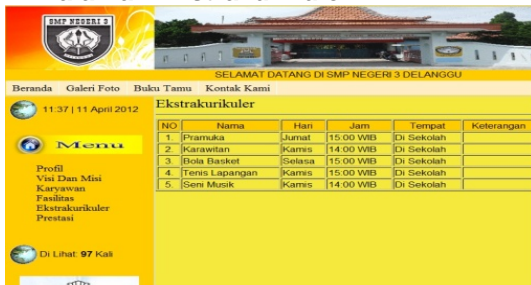 SMP NEGERI 3
SELAMAT DATANG DI SMP NEGERI 3 DELANGGU
Beranda Galeri Foto Buku Tamu Kontak Kami
11:37 | 11 April 2012
Menu
Profil
Visi Dan Misi
Karyawan
Fasilitas
Ekstrakurikuler
Prestasi
Di Lihat: 97 Kali
Ekstrakurikuler
NO Nama Hari Jam Tempat Keterangan
1. Pramuka Jumat 15:00 WIB Di Sekolah
2. Karawitan Kamis 14:00 WIB Di Sekolah
3. Bola Basket Selasa 15:00 WIB Di Sekolah
4. Tenis Lapangan Kamis 15:00 WIB Di Sekolah
5. Seni Musik Kamis 14:00 WIB Di Sekolah